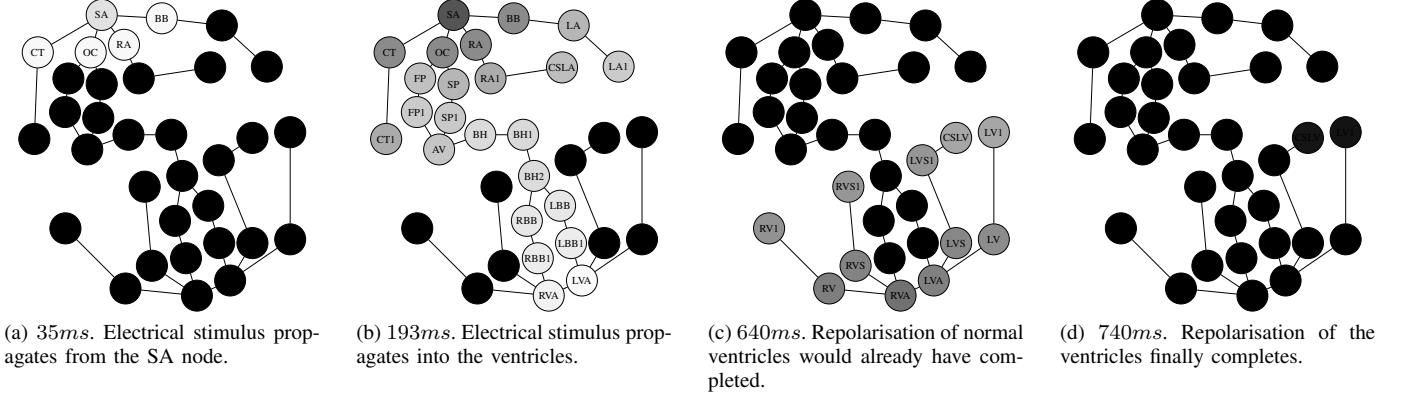 SA
BB
CT
OC
RA
SA
BB
LA
CT
OC
RA
FP
SP
RA1
CSLA
LA1
FP1
SP1
CT1
AV
BH
BH1
BH2
LBB
RBB
LBB1
RBB1
LVA
RVA
CSLV
LV1
LVS1
RVS1
RV1
LVS
LV
RVS
LVA
RV
RVA
CSLV
LV1
(a) 35ms. Electrical stimulus prop-
agates from the SA node.
(b) 193ms. Electrical stimulus prop-
agates into the ventricles.
(c) 640ms. Repolarisation of normal
ventricles would already have com-
pleted.
(d) 740ms. Repolarisation of the
ventricles finally completes.